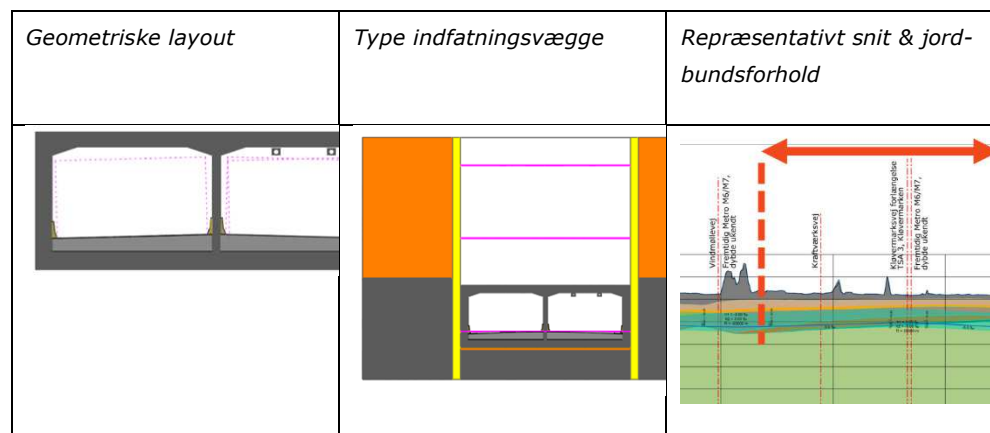 Geometriske layout
Type indfatningsvægge
Repræsentativt snit & jord-
bundsforhold
Vindmøllevej
Fremtidig Metro M6/M7,
dybde ukendt
Kraftværksvej
Kløvermarksvej forlængelse
TSA 3, Kløvermarken
Fremtidig Metro M6/M7,
dybde ukendt